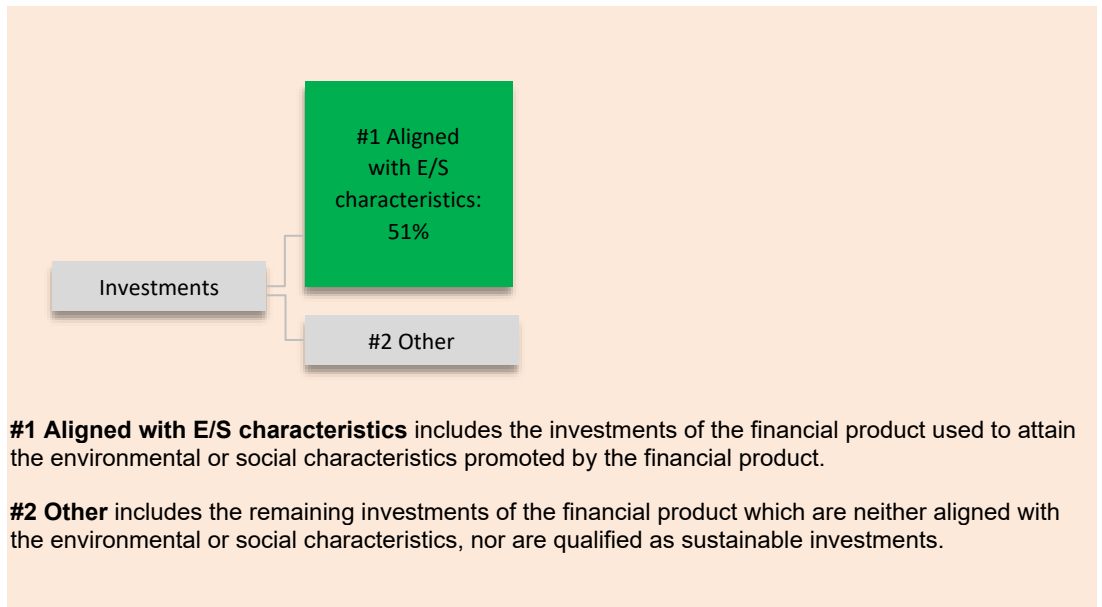 #1 Aligned
with E/S
characteristics:
51%
Investments
#2 Other
#1 Aligned with E/S characteristics includes the investments of the financial product used to attain
the environmental or social characteristics promoted by the financial product.
#2 Other includes the remaining investments of the financial product which are neither aligned with
the environmental or social characteristics, nor are qualified as sustainable investments.